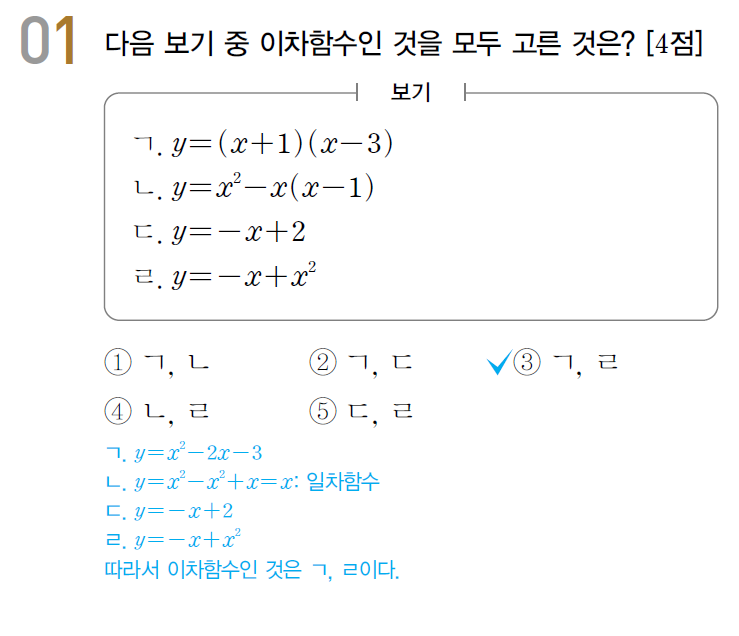 01 다음 보기 중 이차함수인 것을 모두 고른 것은? [4점]
보기
ㄱ. y=(x+1)(x-3)
ㄴ. y=x²-x(x-1)
ㄷ. y=-x+2
ㄹ. y=-x+x²
① ㄱ, ㄴ ② ㄱ, ㄷ ③ ㄱ, ㄹ
④ ㄴ, ㄹ ⑤ ㄷ, ㄹ
ㄱ. y=x²-2x-3
ㄴ. y=x²-x²+x=x: 일차함수
ㄷ. y=-x+2
ㄹ. y=-x+x²
따라서 이차함수인 것은 ㄱ, ㄹ이다.